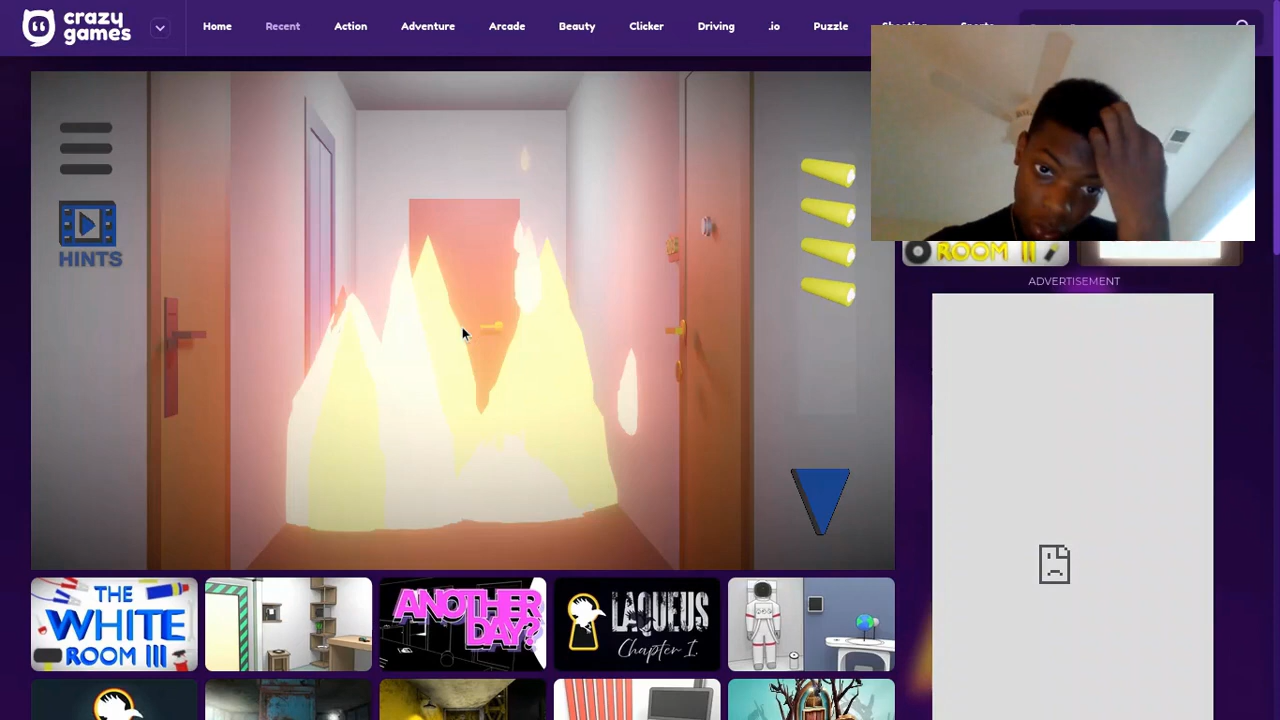 crazy games
Home Recent Action Adventure Arcade Beauty Clicker Driving .io Puzzle
HINTS
ROOM II
ADVERTISEMENT
THE
WHITE
ROOM III
ANOTHER
DAY?
LAQUEUS
Chapter I.